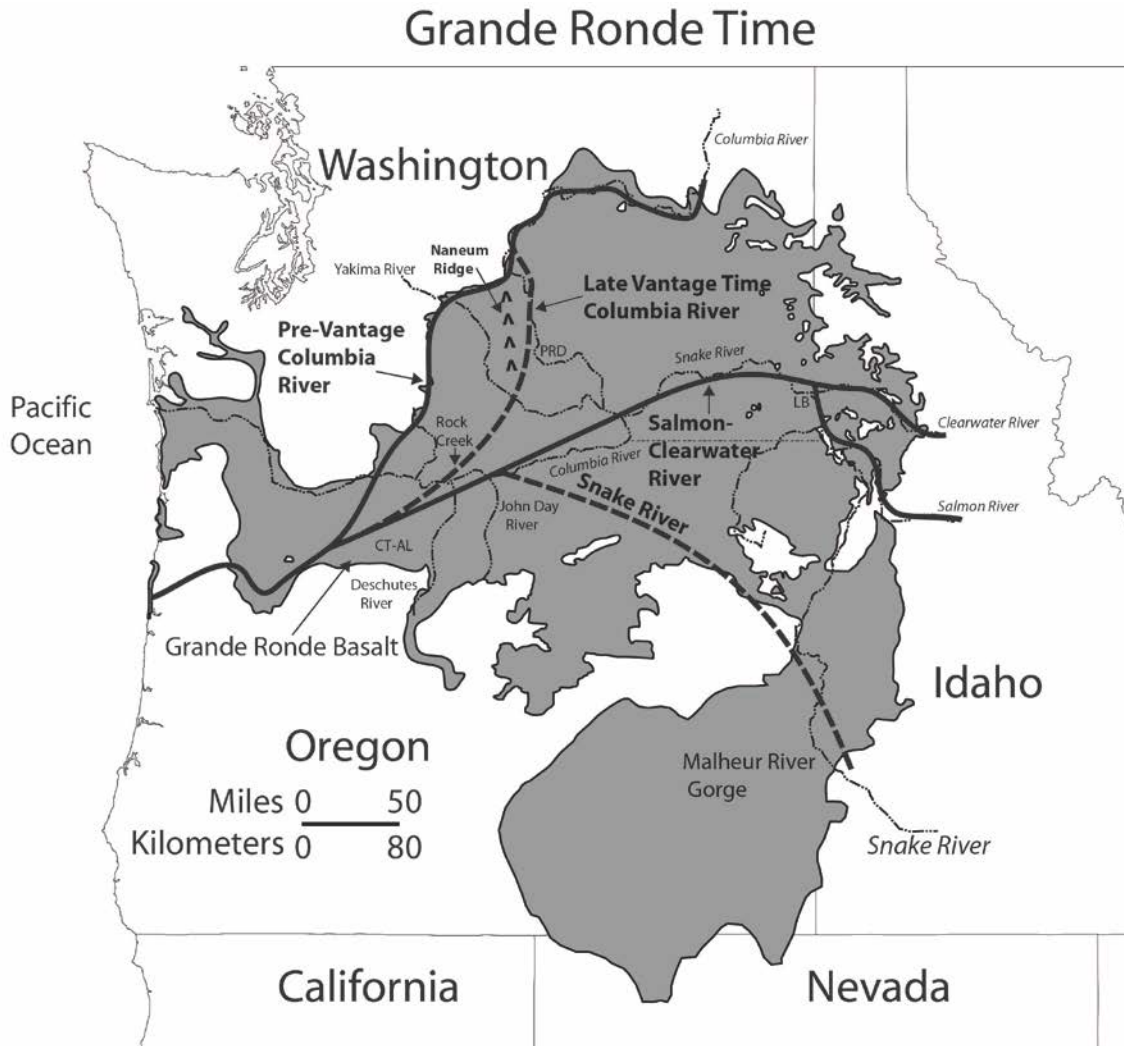 Grande Ronde Time
Columbia River
Washington
Naneum
Ridge
Yakima River
Late Vantage Time
Columbia River
Pre-Vantage
Columbia
River
PRD
Snake River
Pacific
Ocean
LB
Rock
Creek
Salmon-
Clearwater
River
Clearwater River
Columbia River
Snake River
John Day
River
Salmon River
CT-AL
Deschutes
River
Grande Ronde Basalt
Idaho
Oregon
Malheur River
Gorge
Miles 0 50
Kilometers 0 80
Snake River
California
Nevada